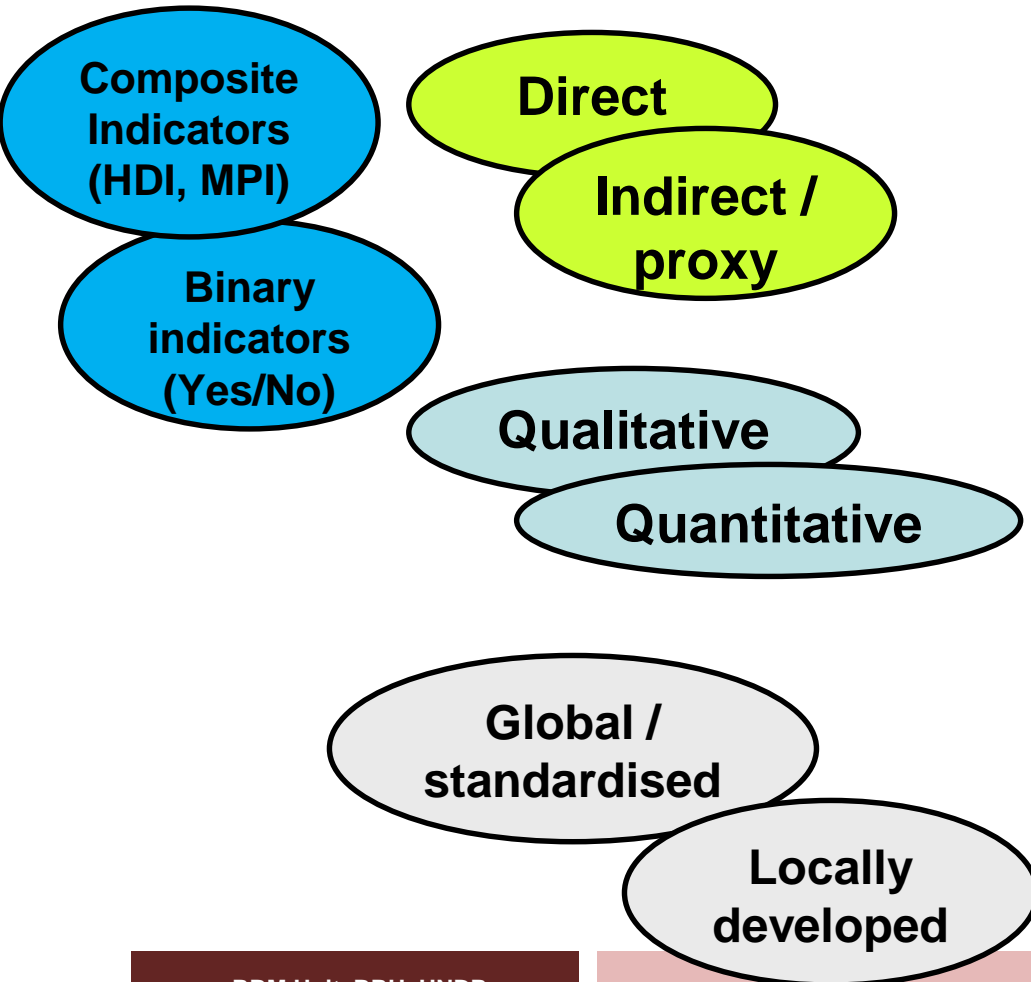 Composite
Indicators
(HDI, MPI)
Binary
indicators
(Yes/No)
Direct
Indirect /
proxy
Qualitative
Quantitative
Global /
standardised
Locally
developed